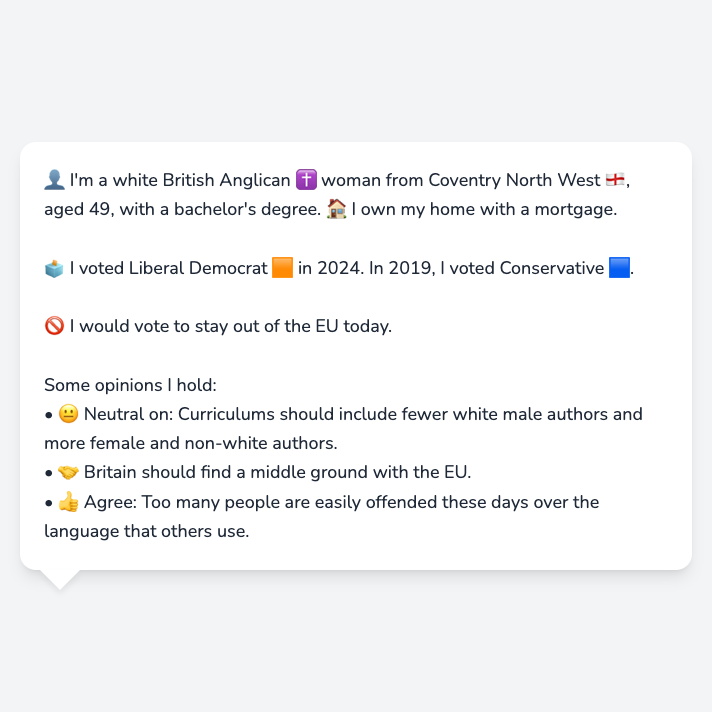 👤 I'm a white British Anglican ✝️ woman from Coventry North West 🏴󠁧󠁢󠁥󠁮󠁧󠁿,
aged 49, with a bachelor's degree. 🏠 I own my home with a mortgage.
🗳️ I voted Liberal Democrat 🟧 in 2024. In 2019, I voted Conservative 🟦.
🚫 I would vote to stay out of the EU today.
Some opinions I hold:
• 😐 Neutral on: Curriculums should include fewer white male authors and
more female and non-white authors.
• 🤝 Britain should find a middle ground with the EU.
• 👍 Agree: Too many people are easily offended these days over the
language that others use.